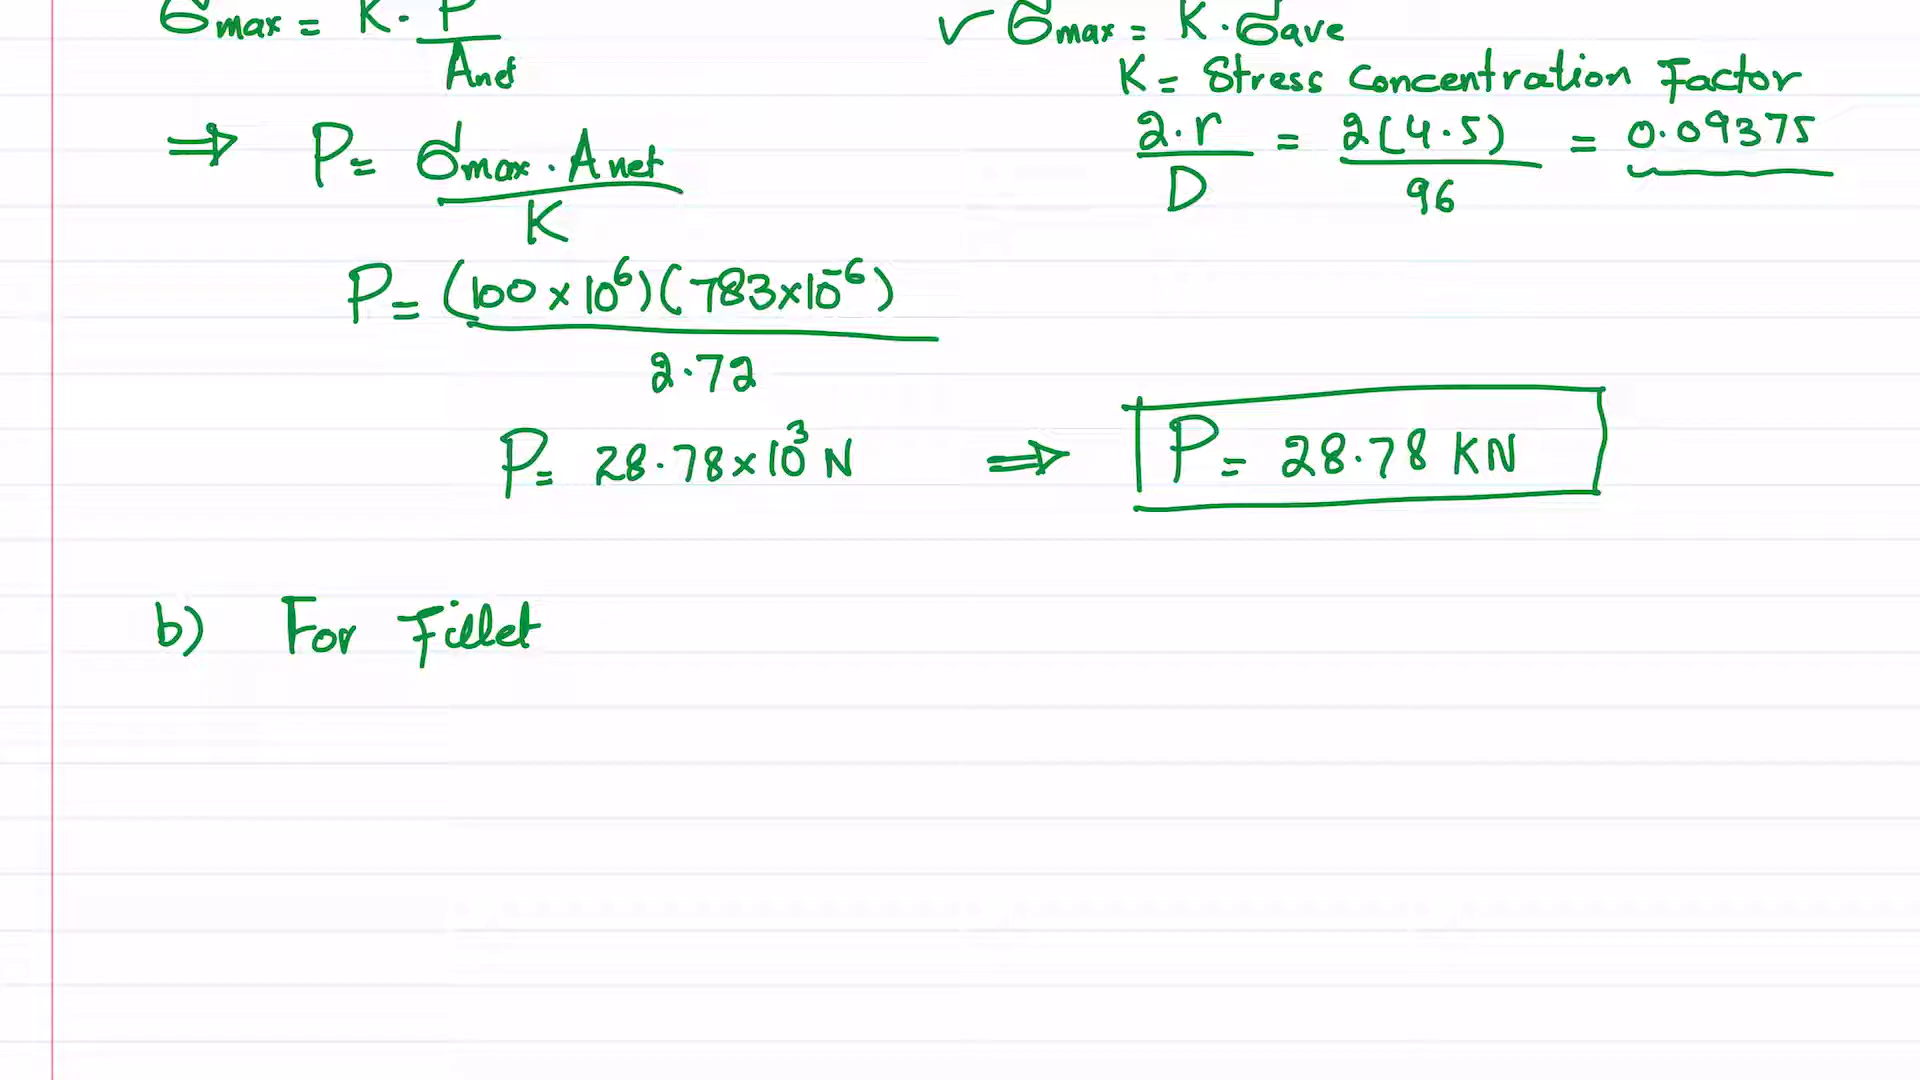 σmax = K · P / Anet
⇒ P = σmax · Anet / K
P = (100 × 10⁶)(783 × 10⁻⁶) / 2.72
P = 28.78 × 10³ N ⇒ P = 28.78 KN
✓ σmax = K · σave
K = Stress Concentration Factor
2·r / D = 2(4.5) / 96 = 0.09375
b) For Fillet